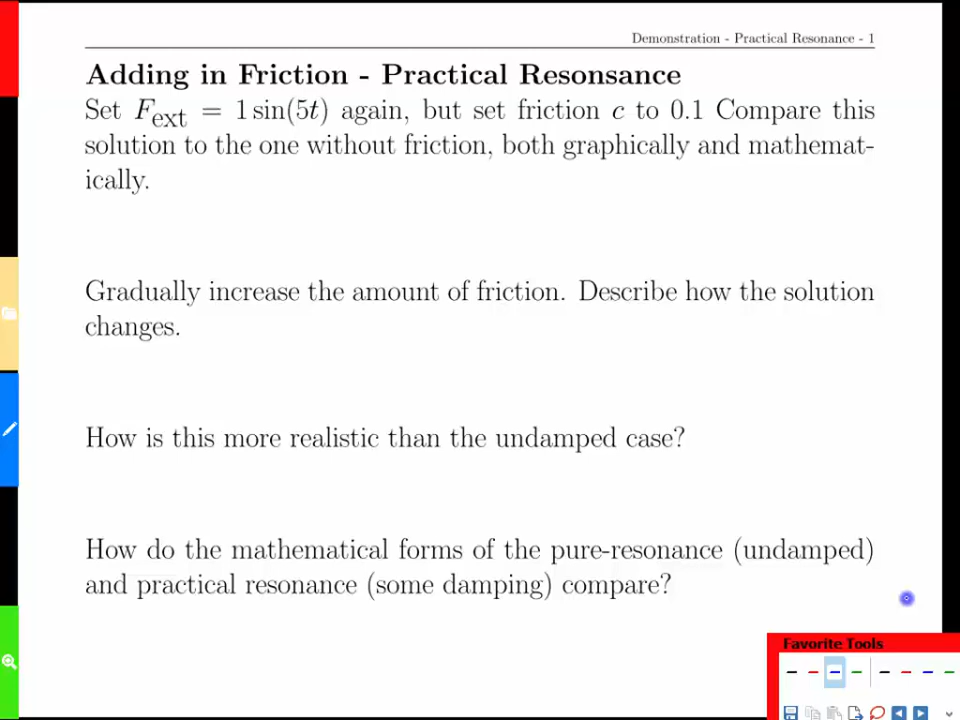 Demonstration - Practical Resonance - 1
Adding in Friction - Practical Resonsance
Set F_ext = 1 sin(5t) again, but set friction c to 0.1 Compare this
solution to the one without friction, both graphically and mathemat-
ically.
Gradually increase the amount of friction. Describe how the solution
changes.
How is this more realistic than the undamped case?
How do the mathematical forms of the pure-resonance (undamped)
and practical resonance (some damping) compare?
Favorite Tools